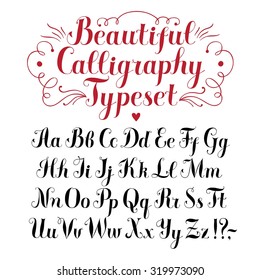 Beautiful
Calligraphy
Typeset
Aa Bb Cc Dd Ee Ff Gg
Hh Ii Jj Kk Ll Mm
Nn Oo Pp Qq Rr Ss Tt
Uu Vv Ww Xx Yy Zz !?,~
shutterstock.com · 319973090